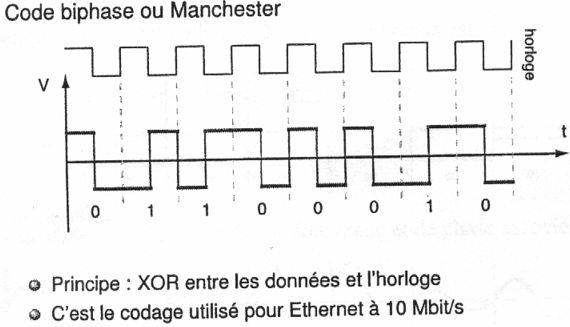 Code biphase ou Manchester
horloge
V
t
0 1 1 0 0 0 1 0
Principe : XOR entre les données et l'horloge
C'est le codage utilisé pour Ethernet à 10 Mbit/s